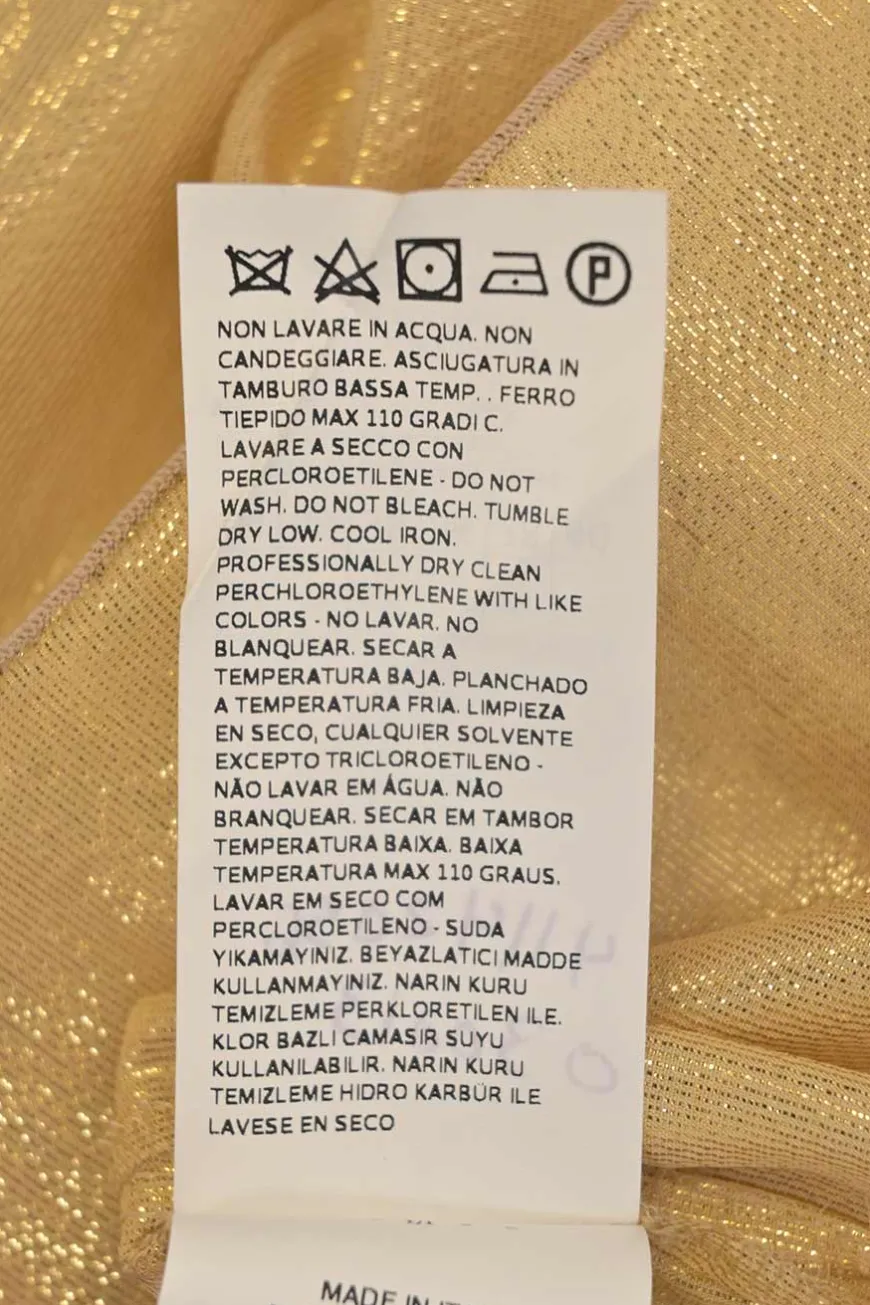 P
NON LAVARE IN ACQUA. NON
CANDEGGIARE. ASCIUGATURA IN
TAMBURO BASSA TEMP. . FERRO
TIEPIDO MAX 110 GRADI C.
LAVARE A SECCO CON
PERCLOROETILENE - DO NOT
WASH. DO NOT BLEACH. TUMBLE
DRY LOW. COOL IRON.
PROFESSIONALLY DRY CLEAN
PERCHLOROETHYLENE WITH LIKE
COLORS - NO LAVAR. NO
BLANQUEAR. SECAR A
TEMPERATURA BAJA. PLANCHADO
A TEMPERATURA FRIA. LIMPIEZA
EN SECO, CUALQUIER SOLVENTE
EXCEPTO TRICLOROETILENO -
NÃO LAVAR EM ÁGUA. NÃO
BRANQUEAR. SECAR EM TAMBOR
TEMPERATURA BAIXA. BAIXA
TEMPERATURA MAX 110 GRAUS.
LAVAR EM SECO COM
PERCLOROETILENO - SUDA
YIKAMAYINIZ. BEYAZLATICI MADDE
KULLANMAYINIZ. NARIN KURU
TEMIZLEME PERKLORETILEN ILE.
KLOR BAZLI CAMASIR SUYU
KULLANILABILIR. NARIN KURU
TEMIZLEME HIDRO KARBÜR ILE
LAVESE EN SECO
MADE IN